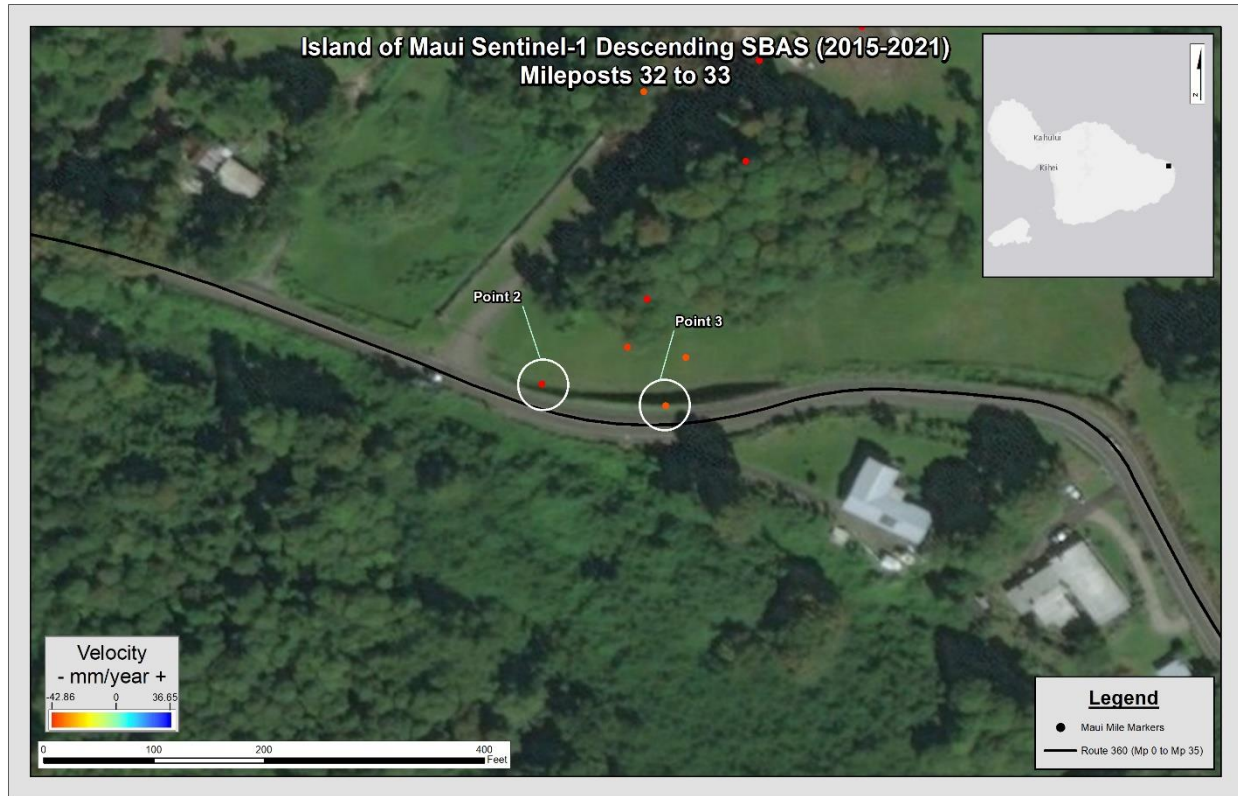 Island of Maui Sentinel-1 Descending SBAS (2015-2021)
Mileposts 32 to 33
N
Kahului
Kihei
Point 2
Point 3
Velocity
- mm/year +
-42.86 0 36.65
0 100 200 400
Feet
Legend
Maui Mile Markers
Route 360 (Mp 0 to Mp 35)